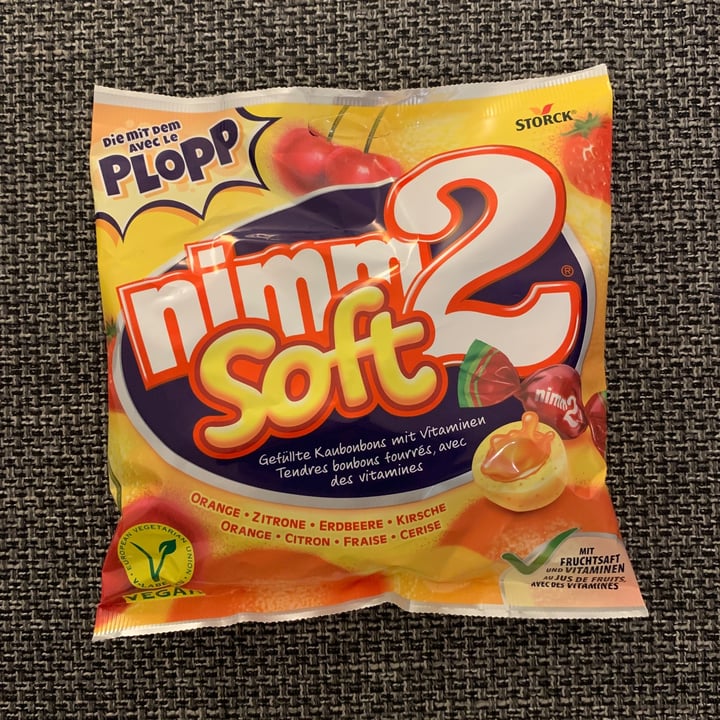 Die mit dem
avec le
PLOPP
STORCK®
nimm2®
Soft
nimm2
Gefüllte Kaubonbons mit Vitaminen
Tendres bonbons fourrés, avec
des vitamines
ORANGE • ZITRONE • ERDBEERE • KIRSCHE
ORANGE • CITRON • FRAISE • CERISE
EUROPEAN VEGETARIAN UNION
V-LABEL
VEGAN
MIT
FRUCHTSAFT
UND VITAMINEN
AU JUS DE FRUITS,
AVEC DES VITAMINES